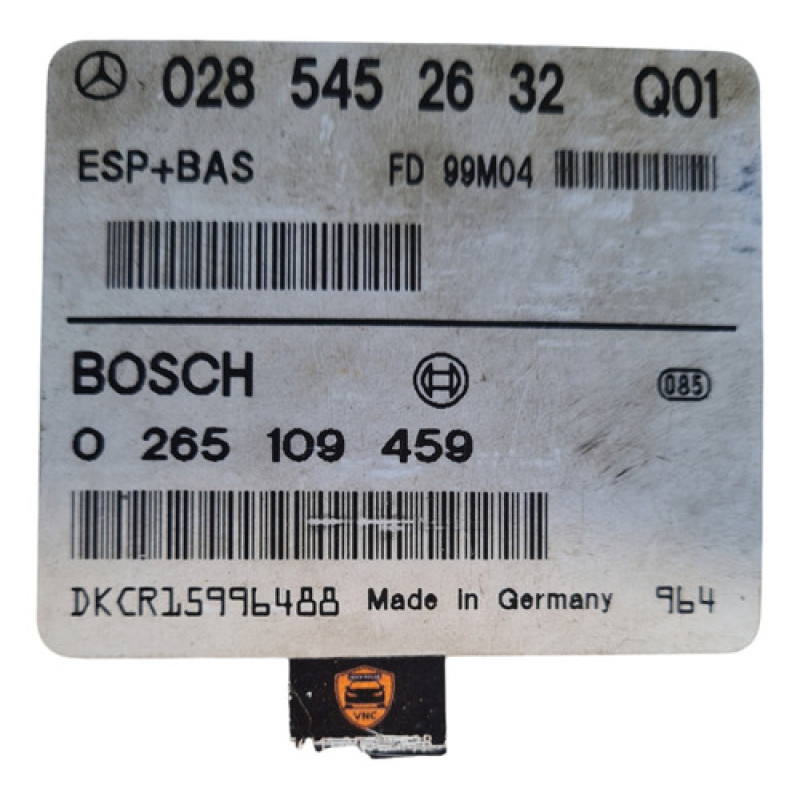 028 545 26 32 Q01
ESP+BAS FD 99M04
BOSCH 085
0 265 109 459
DKCR15996488 Made in Germany 964
VNC